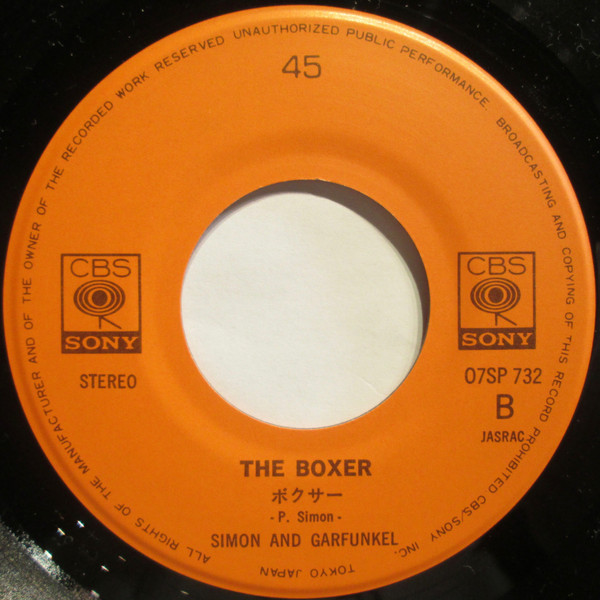 ALL RIGHTS OF THE MANUFACTURER AND OF THE OWNER OF THE RECORDED WORK RESERVED UNAUTHORIZED PUBLIC PERFORMANCE. BROADCASTING AND COPYING OF THIS RECORD PROHIBITED CBS/SONY INC. TOKYO JAPAN
45
CBS
SONY
CBS
SONY
STEREO
07SP 732
B
JASRAC
THE BOXER
ボクサー
- P. Simon -
SIMON AND GARFUNKEL